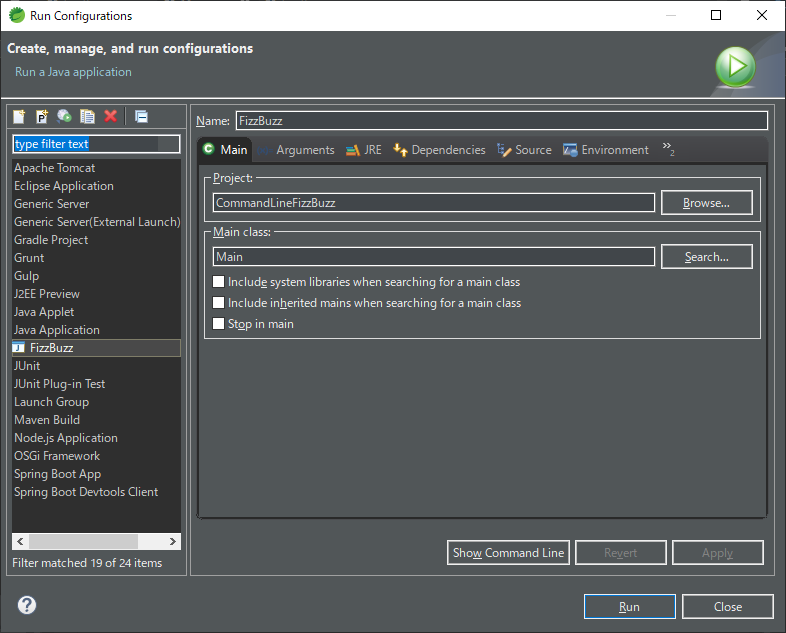 Run Configurations
Create, manage, and run configurations
Run a Java application
type filter text
Apache Tomcat
Eclipse Application
Generic Server
Generic Server(External Launch)
Gradle Project
Grunt
Gulp
J2EE Preview
Java Applet
Java Application
FizzBuzz
JUnit
JUnit Plug-in Test
Launch Group
Maven Build
Node.js Application
OSGi Framework
Spring Boot App
Spring Boot Devtools Client
Filter matched 19 of 24 items
Name: FizzBuzz
Main Arguments JRE Dependencies Source Environment »2
Project:
CommandLineFizzBuzz Browse...
Main class:
Main Search...
Include system libraries when searching for a main class
Include inherited mains when searching for a main class
Stop in main
Show Command Line Revert Apply
Run Close